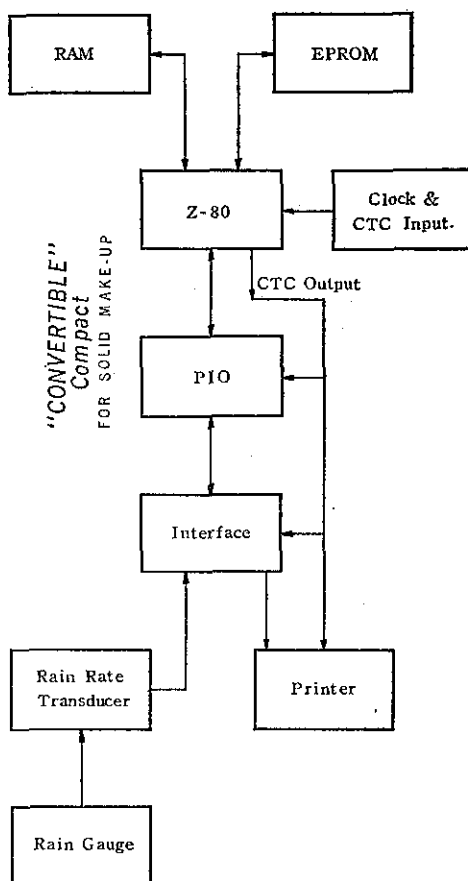 RAM
EPROM
Z-80
Clock &
CTC Input.
CTC Output
"CONVERTIBLE"
Compact
FOR SOLID MAKE-UP
PIO
Interface
Rain Rate
Transducer
Printer
Rain Gauge